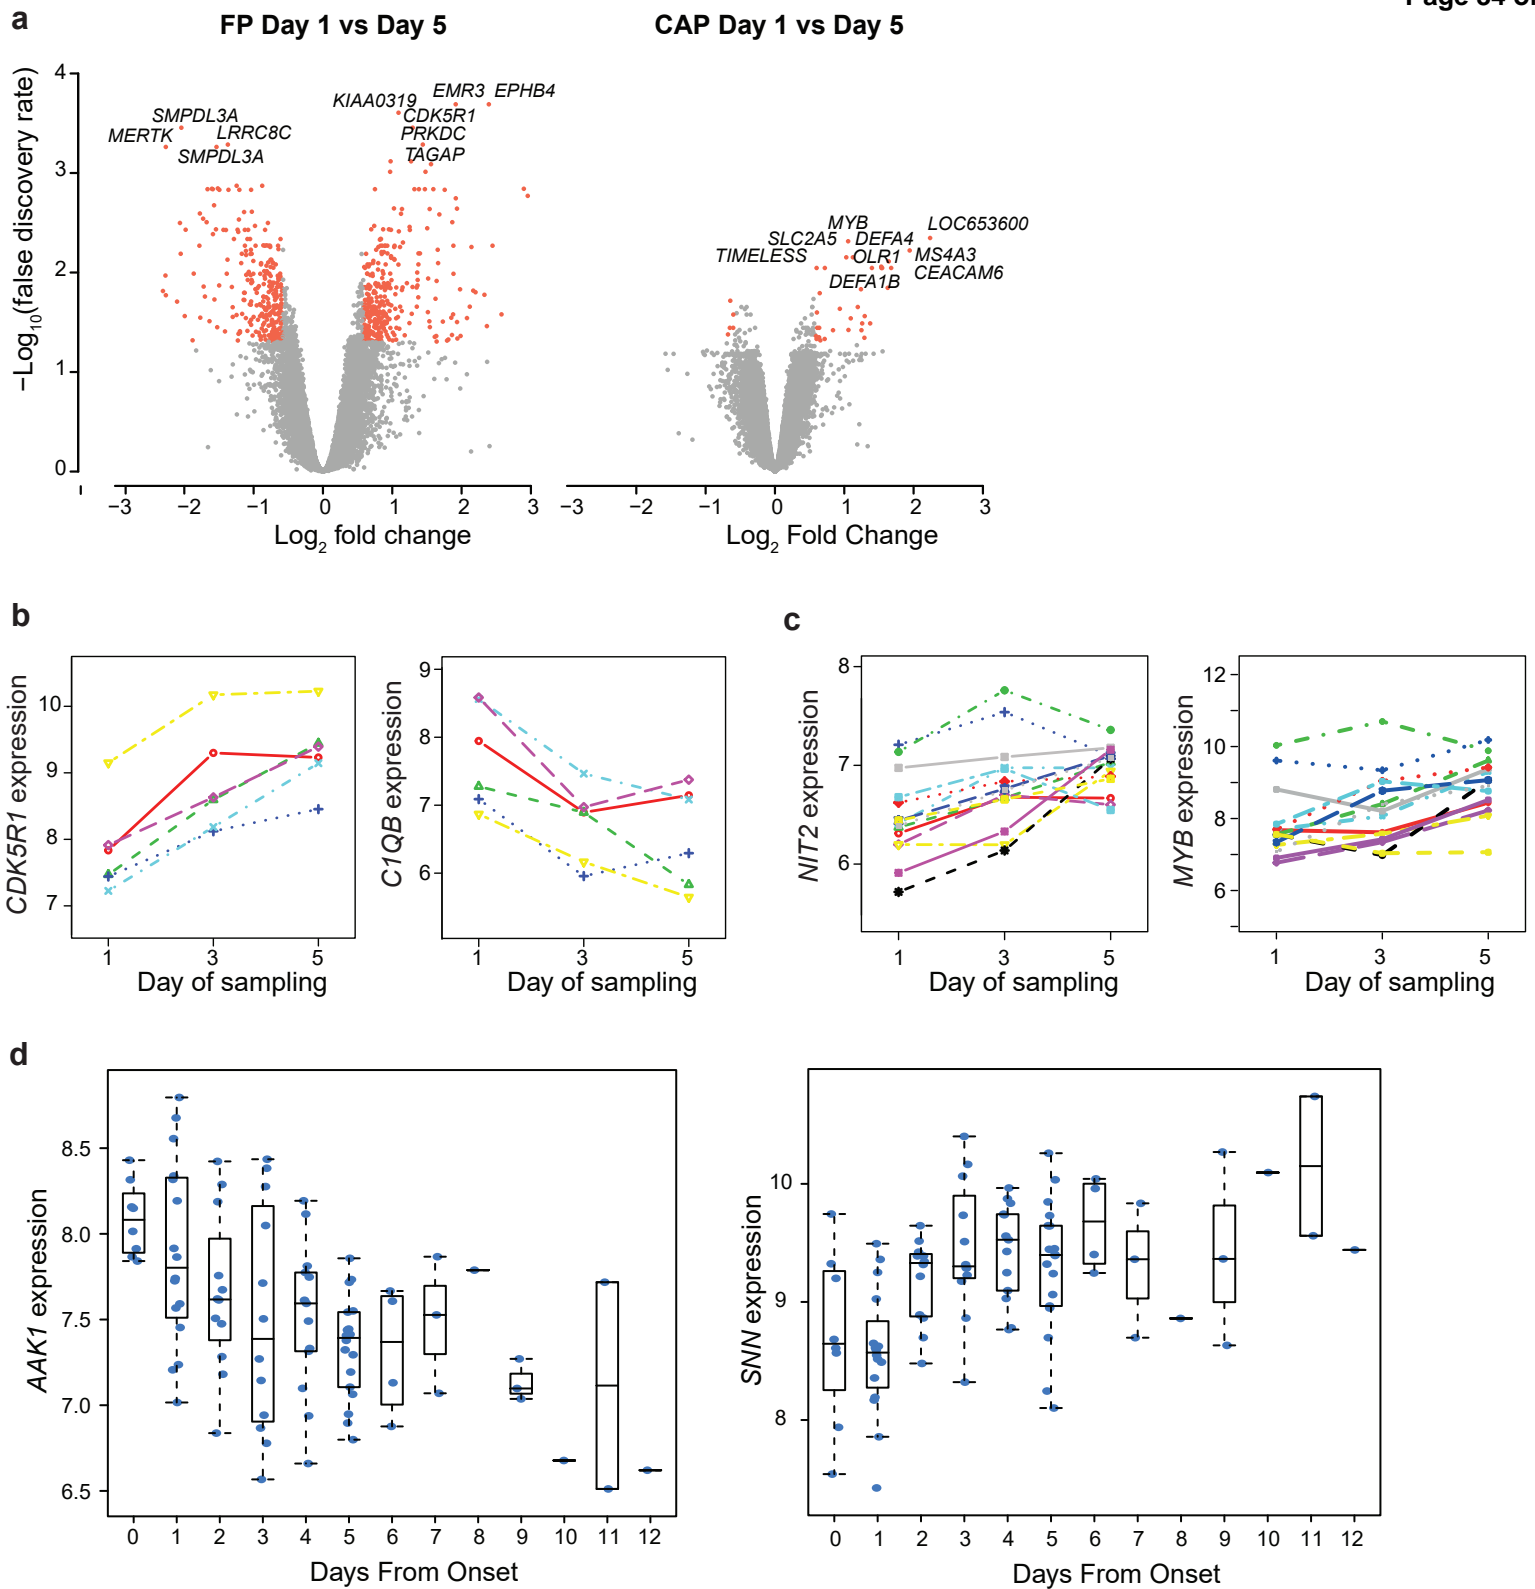 a
FP Day 1 vs Day 5
CAP Day 1 vs Day 5
−Log10(false discovery rate)
4
3
2
1
0
MERTK
SMPDL3A
LRRC8C
SMPDL3A
KIAA0319
EMR3
EPHB4
CDK5R1
PRKDC
TAGAP
MYB
LOC653600
SLC2A5
DEFA4
TIMELESS
OLR1
MS4A3
CEACAM6
DEFA1B
−3 −2 −1 0 1 2 3
−3 −2 −1 0 1 2 3
Log2 fold change
Log2 Fold Change
b
CDK5R1 expression
10
9
8
7
1 3 5
Day of sampling
C1QB expression
9
8
7
6
1 3 5
Day of sampling
c
NIT2 expression
8
7
6
1 3 5
Day of sampling
MYB expression
12
10
8
6
1 3 5
Day of sampling
d
AAK1 expression
8.5
8.0
7.5
7.0
6.5
0 1 2 3 4 5 6 7 8 9 10 11 12
Days From Onset
SNN expression
10
9
8
0 1 2 3 4 5 6 7 8 9 10 11 12
Days From Onset